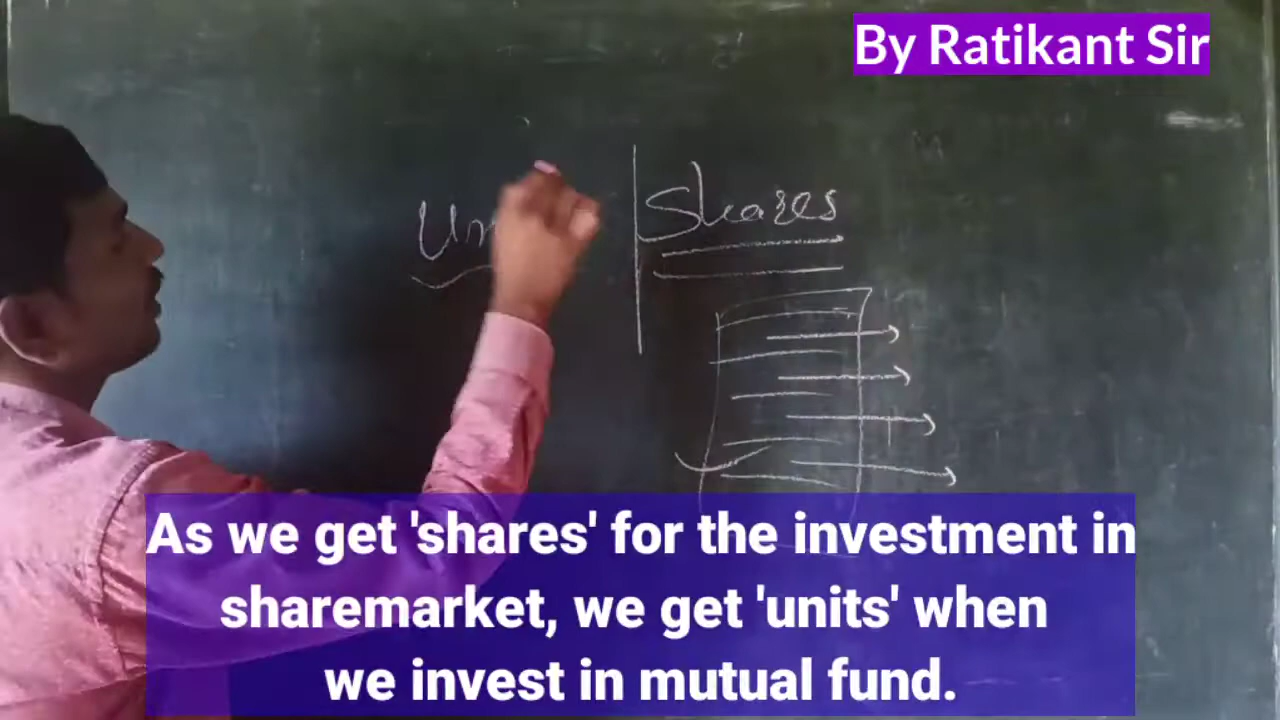 By Ratikant Sir
Shares
As we get 'shares' for the investment in
sharemarket, we get 'units' when
we invest in mutual fund.